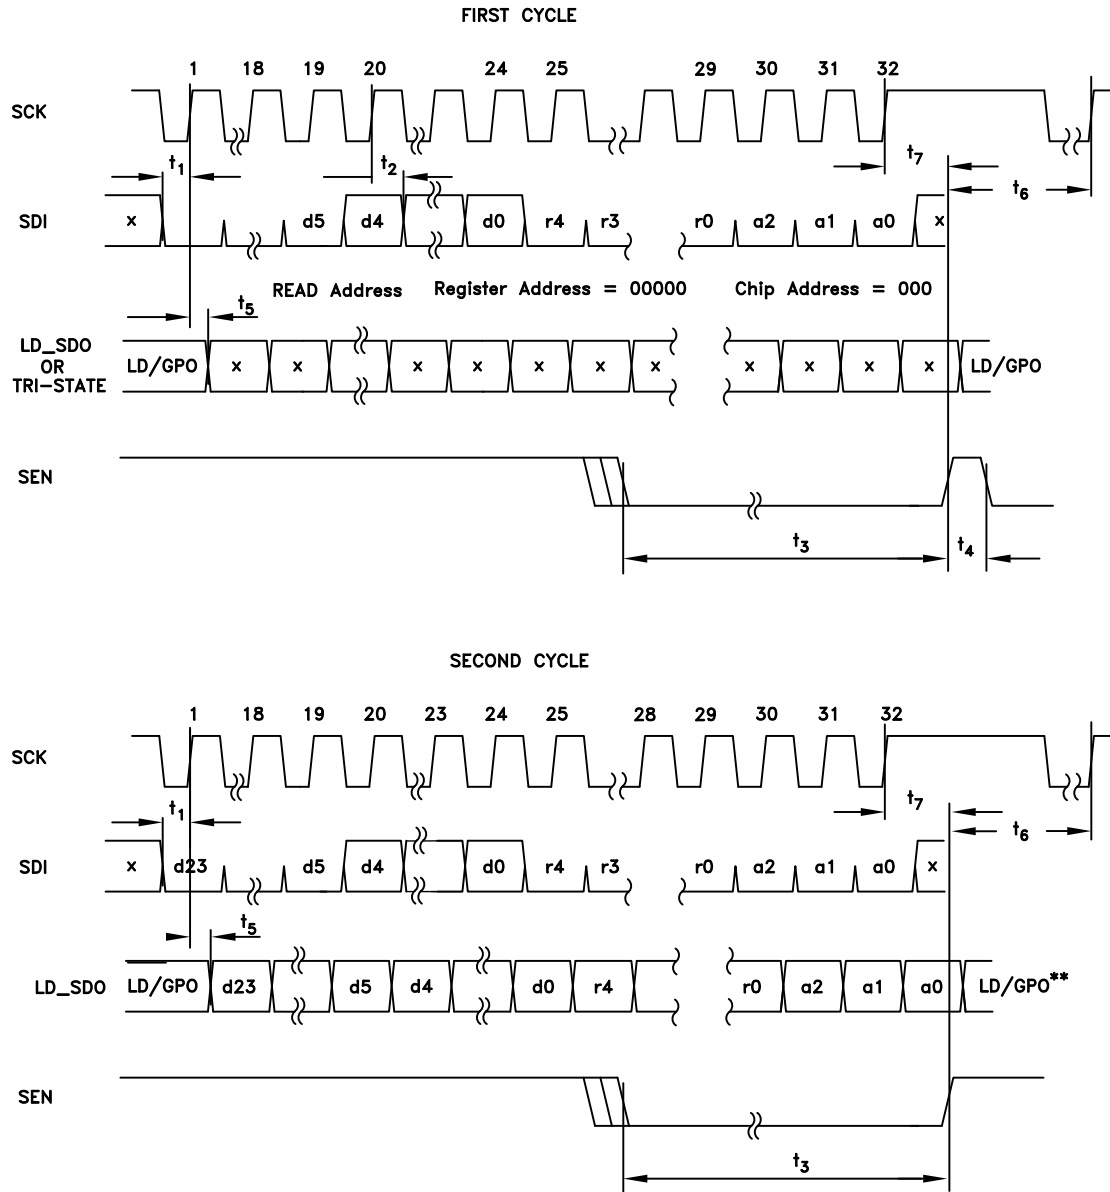 FIRST CYCLE
1 18 19 20 24 25 29 30 31 32
SCK
t1 t2 t7
t6
SDI x d5 d4 d0 r4 r3 r0 a2 a1 a0 x
READ Address Register Address = 00000 Chip Address = 000
t5
LD_SDO
OR
TRI-STATE
LD/GPO x x x x x x x x x x x LD/GPO
SEN
t3 t4
SECOND CYCLE
1 18 19 20 23 24 25 28 29 30 31 32
SCK
t1 t7
t6
SDI x d23 d5 d4 d0 r4 r3 r0 a2 a1 a0 x
t5
LD_SDO LD/GPO d23 d5 d4 d0 r4 r0 a2 a1 a0 LD/GPO**
SEN
t3